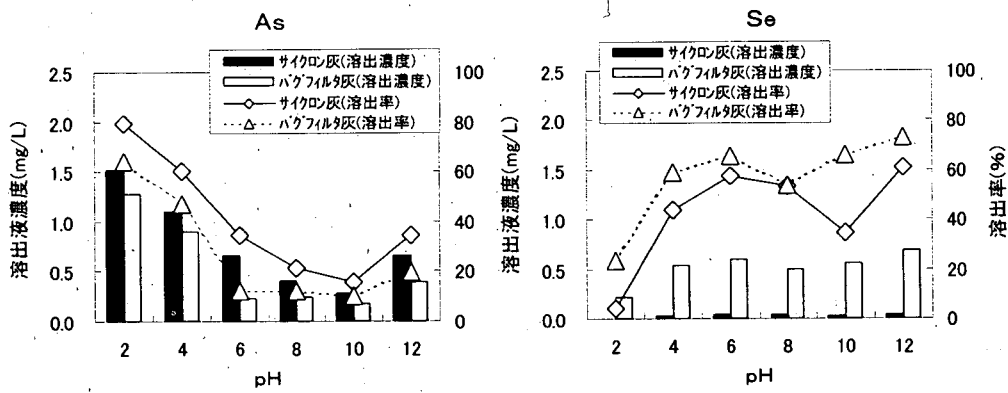 As
サイクロン灰(溶出濃度)
バグフィルタ灰(溶出濃度)
サイクロン灰(溶出率)
バグフィルタ灰(溶出率)
溶出液濃度(mg/L)
2.5
2.0
1.5
1.0
0.5
0.0
100
80
60
40
20
0
2 4 6 8 10 12
pH
Se
サイクロン灰(溶出濃度)
バグフィルタ灰(溶出濃度)
サイクロン灰(溶出率)
バグフィルタ灰(溶出率)
溶出液濃度(mg/L)
2.5
2.0
1.5
1.0
0.5
0.0
100
80
60
40
20
0
溶出率(%)
2 4 6 8 10 12
pH